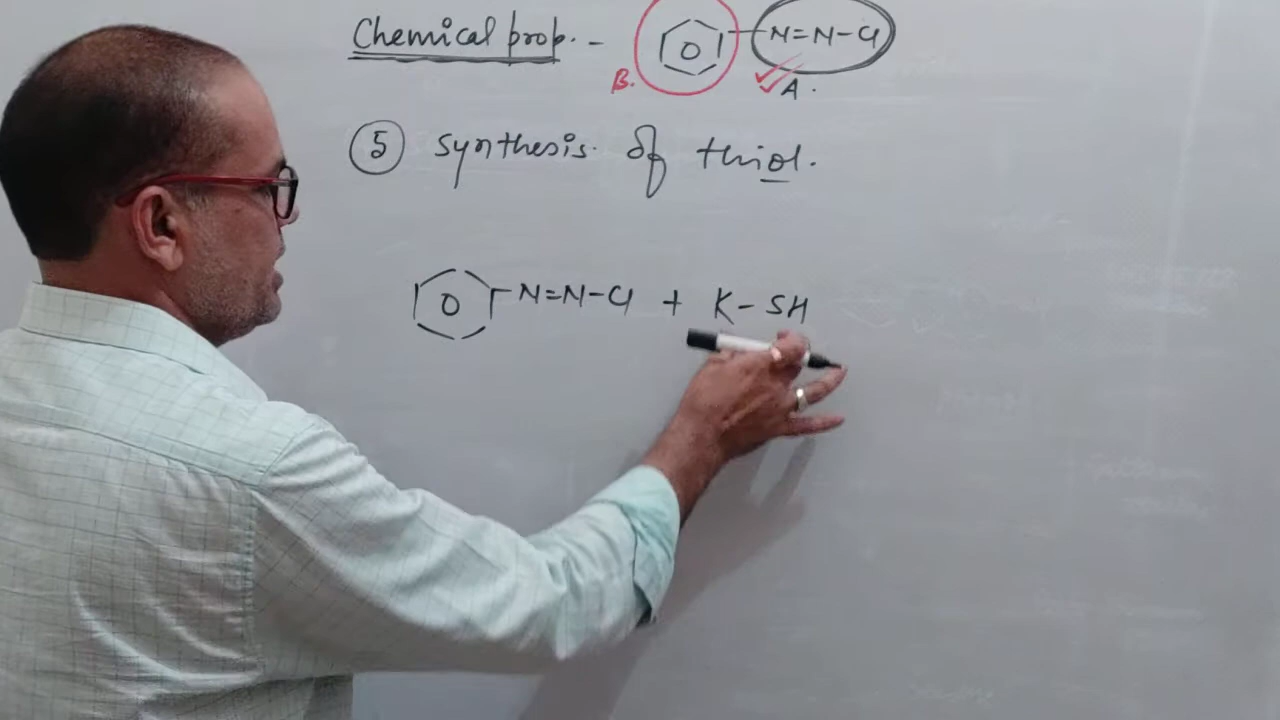 Chemical prop. - N=N-Cl
B. A.
⑤ synthesis of thiol.
N=N-Cl + K-SH